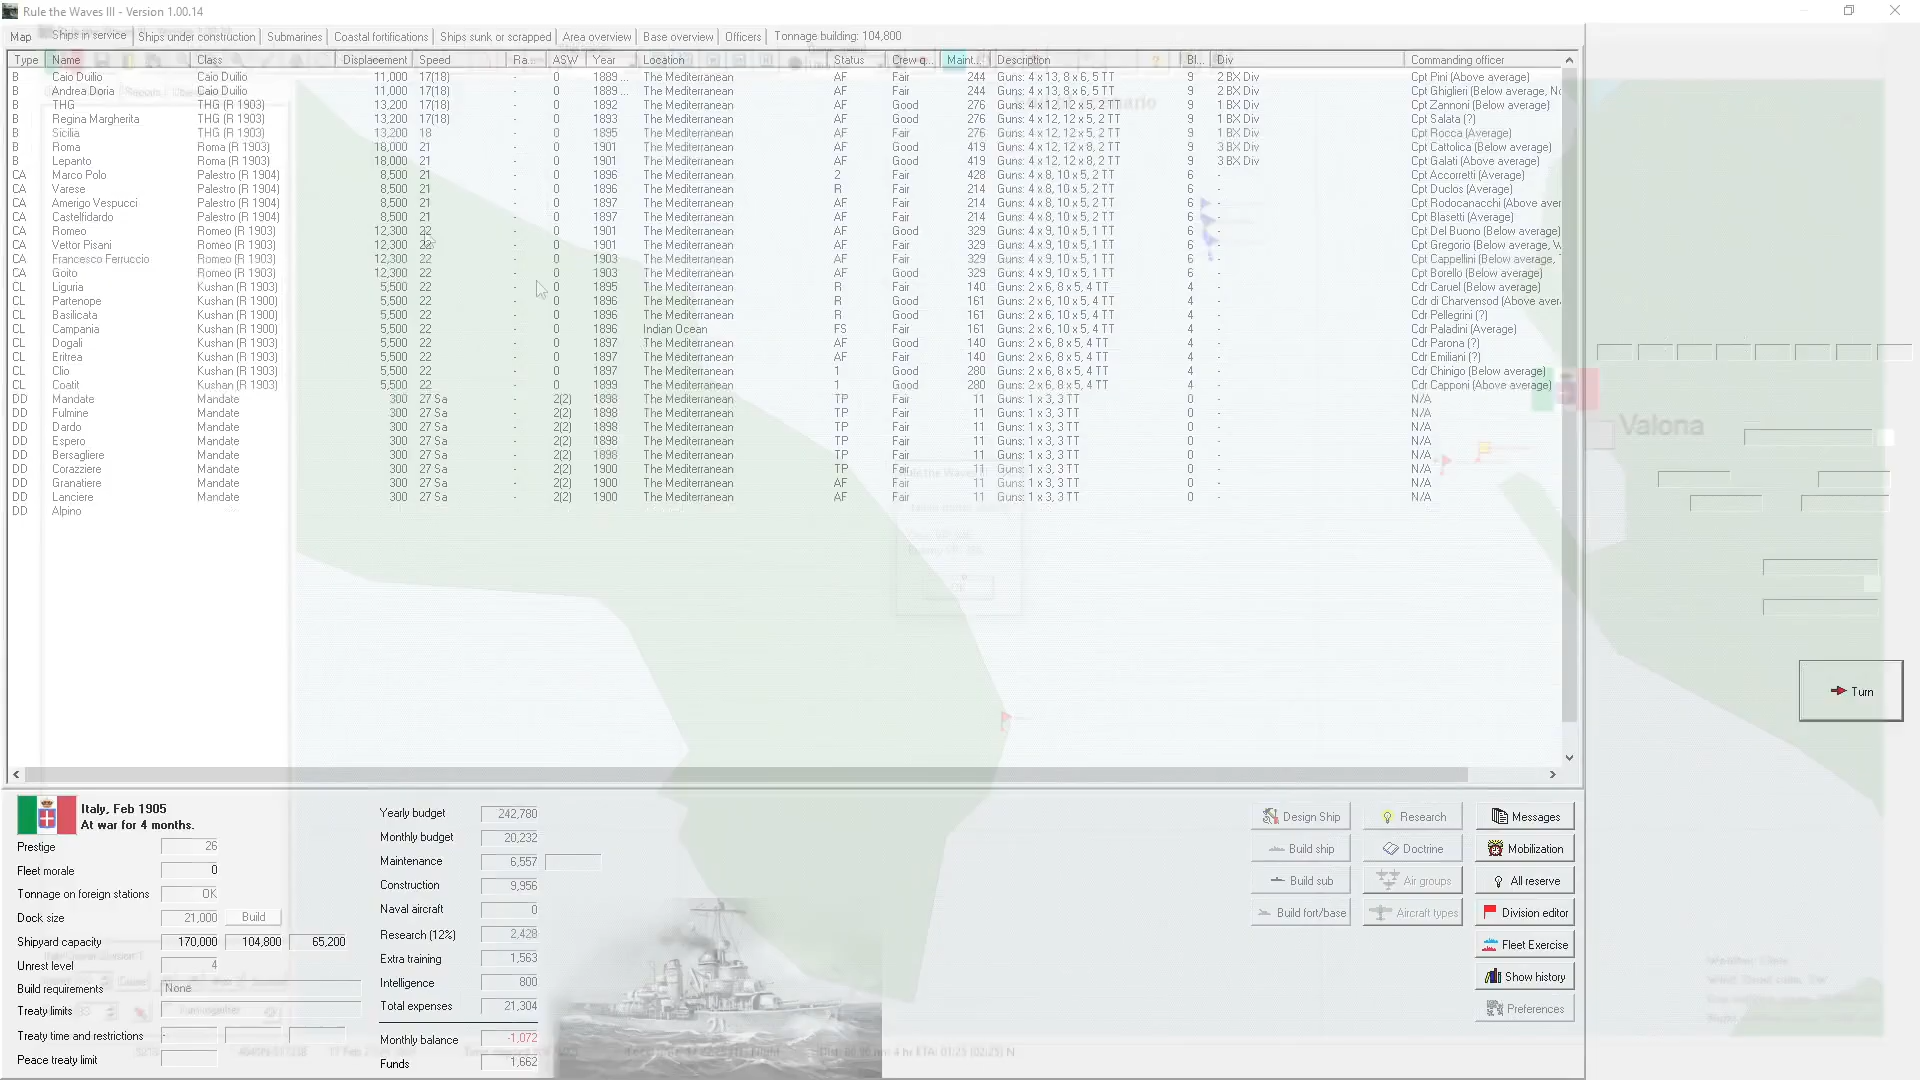 Rule the Waves III - Version 1.00.14
Map Ships in service Ships under construction Submarines Coastal fortifications Ships sunk or scrapped Area overview Base overview Officers Tonnage building: 104,800
Type Name Class Displacement Speed Ra... ASW Year Location Status Crew q... Maint... Description Bl... Div Commanding officer
B Caio Duilio Caio Duilio 11,000 17(18) - 0 1889 ... The Mediterranean AF Fair 244 Guns: 4 x 13, 8 x 6, 5 TT 9 2 BX Div Cpt Pini (Above average)
B Andrea Doria Caio Duilio 11,000 17(18) - 0 1889 ... The Mediterranean AF Fair 244 Guns: 4 x 13, 8 x 6, 5 TT 9 2 BX Div Cpt Ghiglieri (Below average, No
B THG THG (R 1903) 13,200 17(18) - 0 1892 The Mediterranean AF Good 276 Guns: 4 x 12, 12 x 5, 2 TT 9 1 BX Div Cpt Zannoni (Below average)
B Regina Margherita THG (R 1903) 13,200 17(18) - 0 1893 The Mediterranean AF Good 276 Guns: 4 x 12, 12 x 5, 2 TT 9 1 BX Div Cpt Salata (?)
B Sicilia THG (R 1903) 13,200 18 - 0 1895 The Mediterranean AF Fair 276 Guns: 4 x 12, 12 x 5, 2 TT 9 1 BX Div Cpt Rocca (Average)
B Roma Roma (R 1903) 18,000 21 - 0 1901 The Mediterranean AF Good 419 Guns: 4 x 12, 12 x 8, 2 TT 9 3 BX Div Cpt Cattolica (Below average)
B Lepanto Roma (R 1903) 18,000 21 - 0 1901 The Mediterranean AF Good 419 Guns: 4 x 12, 12 x 8, 2 TT 9 3 BX Div Cpt Galati (Above average)
CA Marco Polo Palestro (R 1904) 8,500 21 - 0 1896 The Mediterranean 2 Fair 428 Guns: 4 x 8, 10 x 5, 2 TT 6 - Cpt Accorretti (Average)
CA Varese Palestro (R 1904) 8,500 21 - 0 1896 The Mediterranean R Fair 214 Guns: 4 x 8, 10 x 5, 2 TT 6 - Cpt Duclos (Average)
CA Amerigo Vespucci Palestro (R 1904) 8,500 21 - 0 1897 The Mediterranean AF Fair 214 Guns: 4 x 8, 10 x 5, 2 TT 6 Cpt Rodocanacchi (Above aver
CA Castelfidardo Palestro (R 1904) 8,500 21 - 0 1897 The Mediterranean AF Fair 214 Guns: 4 x 8, 10 x 5, 2 TT 6 Cpt Blasetti (Average)
CA Romeo Romeo (R 1903) 12,300 22 - 0 1901 The Mediterranean AF Good 329 Guns: 4 x 9, 10 x 5, 1 TT 6 Cpt Del Buono (Below average)
CA Vettor Pisani Romeo (R 1903) 12,300 22 - 0 1901 The Mediterranean AF Fair 329 Guns: 4 x 9, 10 x 5, 1 TT 6 Cpt Gregorio (Below average, V
CA Francesco Ferruccio Romeo (R 1903) 12,300 22 - 0 1903 The Mediterranean AF Fair 329 Guns: 4 x 9, 10 x 5, 1 TT 6 - Cpt Cappellini (Below average,
CA Goito Romeo (R 1903) 12,300 22 - 0 1903 The Mediterranean AF Good 329 Guns: 4 x 9, 10 x 5, 1 TT 6 - Cpt Borello (Below average)
CL Liguria Kushan (R 1903) 5,500 22 - 0 1895 The Mediterranean R Fair 140 Guns: 2 x 6, 8 x 5, 4 TT 4 - Cdr Caruel (Below average)
CL Partenope Kushan (R 1900) 5,500 22 - 0 1896 The Mediterranean R Good 161 Guns: 2 x 6, 10 x 5, 4 TT 4 - Cdr di Charvensod (Above aver
CL Basilicata Kushan (R 1900) 5,500 22 - 0 1896 The Mediterranean R Good 161 Guns: 2 x 6, 10 x 5, 4 TT 4 - Cdr Pellegrini (?)
CL Campania Kushan (R 1900) 5,500 22 - 0 1896 Indian Ocean FS Fair 161 Guns: 2 x 6, 10 x 5, 4 TT 4 - Cdr Paladini (Average)
CL Dogali Kushan (R 1903) 5,500 22 - 0 1897 The Mediterranean AF Good 140 Guns: 2 x 6, 8 x 5, 4 TT 4 - Cdr Parona (?)
CL Eritrea Kushan (R 1903) 5,500 22 - 0 1897 The Mediterranean AF Fair 140 Guns: 2 x 6, 8 x 5, 4 TT 4 - Cdr Emiliani (?)
CL Clio Kushan (R 1903) 5,500 22 - 0 1897 The Mediterranean 1 Good 280 Guns: 2 x 6, 8 x 5, 4 TT 4 - Cdr Chinigo (Below average)
CL Coatit Kushan (R 1903) 5,500 22 - 0 1899 The Mediterranean 1 Good 280 Guns: 2 x 6, 8 x 5, 4 TT 4 - Cdr Capponi (Above average)
DD Mandate Mandate 300 27 Sa - 2(2) 1898 The Mediterranean TP Fair 11 Guns: 1 x 3, 3 TT 0 - N/A
DD Fulmine Mandate 300 27 Sa - 2(2) 1898 The Mediterranean TP Fair 11 Guns: 1 x 3, 3 TT 0 - N/A
DD Dardo Mandate 300 27 Sa - 2(2) 1898 The Mediterranean TP Fair 11 Guns: 1 x 3, 3 TT 0 - N/A
DD Espero Mandate 300 27 Sa - 2(2) 1898 The Mediterranean TP Fair 11 Guns: 1 x 3, 3 TT 0 - N/A
DD Bersagliere Mandate 300 27 Sa - 2(2) 1898 The Mediterranean TP Fair 11 Guns: 1 x 3, 3 TT 0 - N/A
DD Corazziere Mandate 300 27 Sa - 2(2) 1900 The Mediterranean TP Fair 11 Guns: 1 x 3, 3 TT 0 - N/A
DD Granatiere Mandate 300 27 Sa - 2(2) 1900 The Mediterranean AF Fair 11 Guns: 1 x 3, 3 TT 0 - N/A
DD Lanciere Mandate 300 27 Sa - 2(2) 1900 The Mediterranean AF Fair 11 Guns: 1 x 3, 3 TT 0 - N/A
DD Alpino
Valona
Turn
Italy, Feb 1905
At war for 4 months.
Prestige 26
Fleet morale 0
Tonnage on foreign stations OK
Dock size 21,000 Build
Shipyard capacity 170,000 104,800 65,200
Unrest level 4
Build requirements None
Treaty limits
Treaty time and restrictions -
Peace treaty limit
Yearly budget 242,780
Monthly budget 20,232
Maintenance 6,557
Construction 9,956
Naval aircraft 0
Research (12%) 2,428
Extra training 1,563
Intelligence 800
Total expenses 21,304
Monthly balance -1,072
Funds 1,662
Design Ship Research Messages
Build ship Doctrine Mobilization
Build sub Air groups All reserve
Build fort/base Aircraft types Division editor
Fleet Exercise
Show history
Preferences